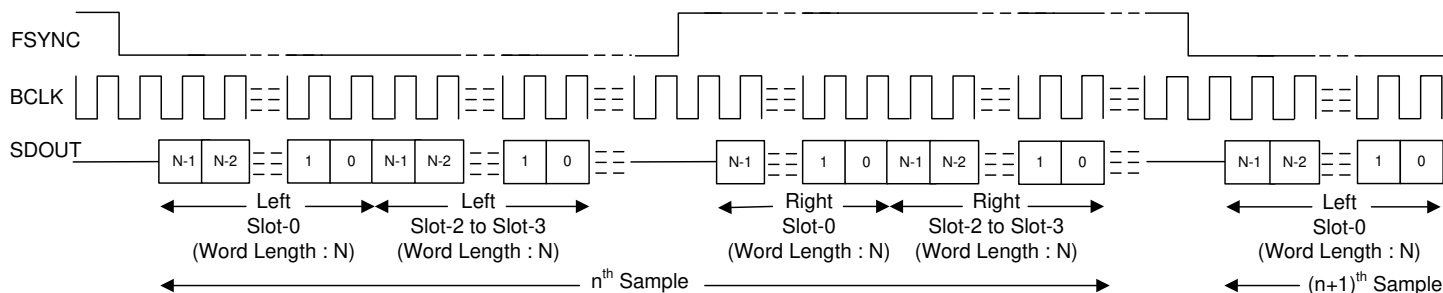 FSYNC
BCLK
SDOUT
N-1 N-2 1 0 N-1 N-2 1 0 N-1 1 0 N-1 N-2 1 0 N-1 N-2 1 0
Left Left Right Right Left
Slot-0 Slot-2 to Slot-3 Slot-0 Slot-2 to Slot-3 Slot-0
(Word Length : N) (Word Length : N) (Word Length : N) (Word Length : N) (Word Length : N)
nth Sample (n+1)th Sample